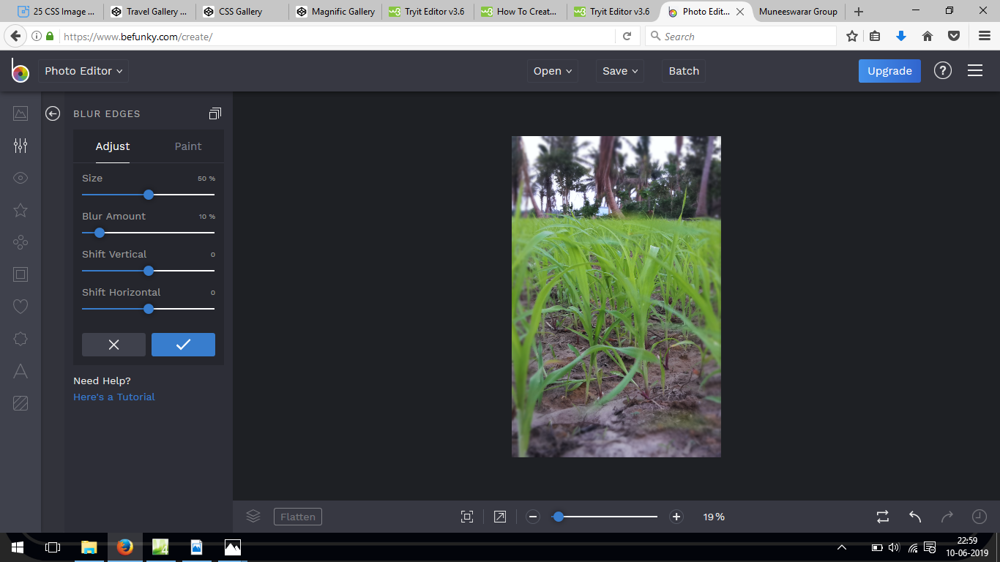 25 CSS Image ...
Travel Gallery ...
CSS Gallery
Magnific Gallery
Tryit Editor v3.6
How To Creat...
Tryit Editor v3.6
Photo Edit...
Muneeswarar Group
https://www.befunky.com/create/
Search
Photo Editor
Open
Save
Batch
Upgrade
?
BLUR EDGES
Adjust
Paint
Size
50 %
Blur Amount
10 %
Shift Vertical
0
Shift Horizontal
0
Need Help?
Here's a Tutorial
Flatten
19 %
22:59
10-06-2019